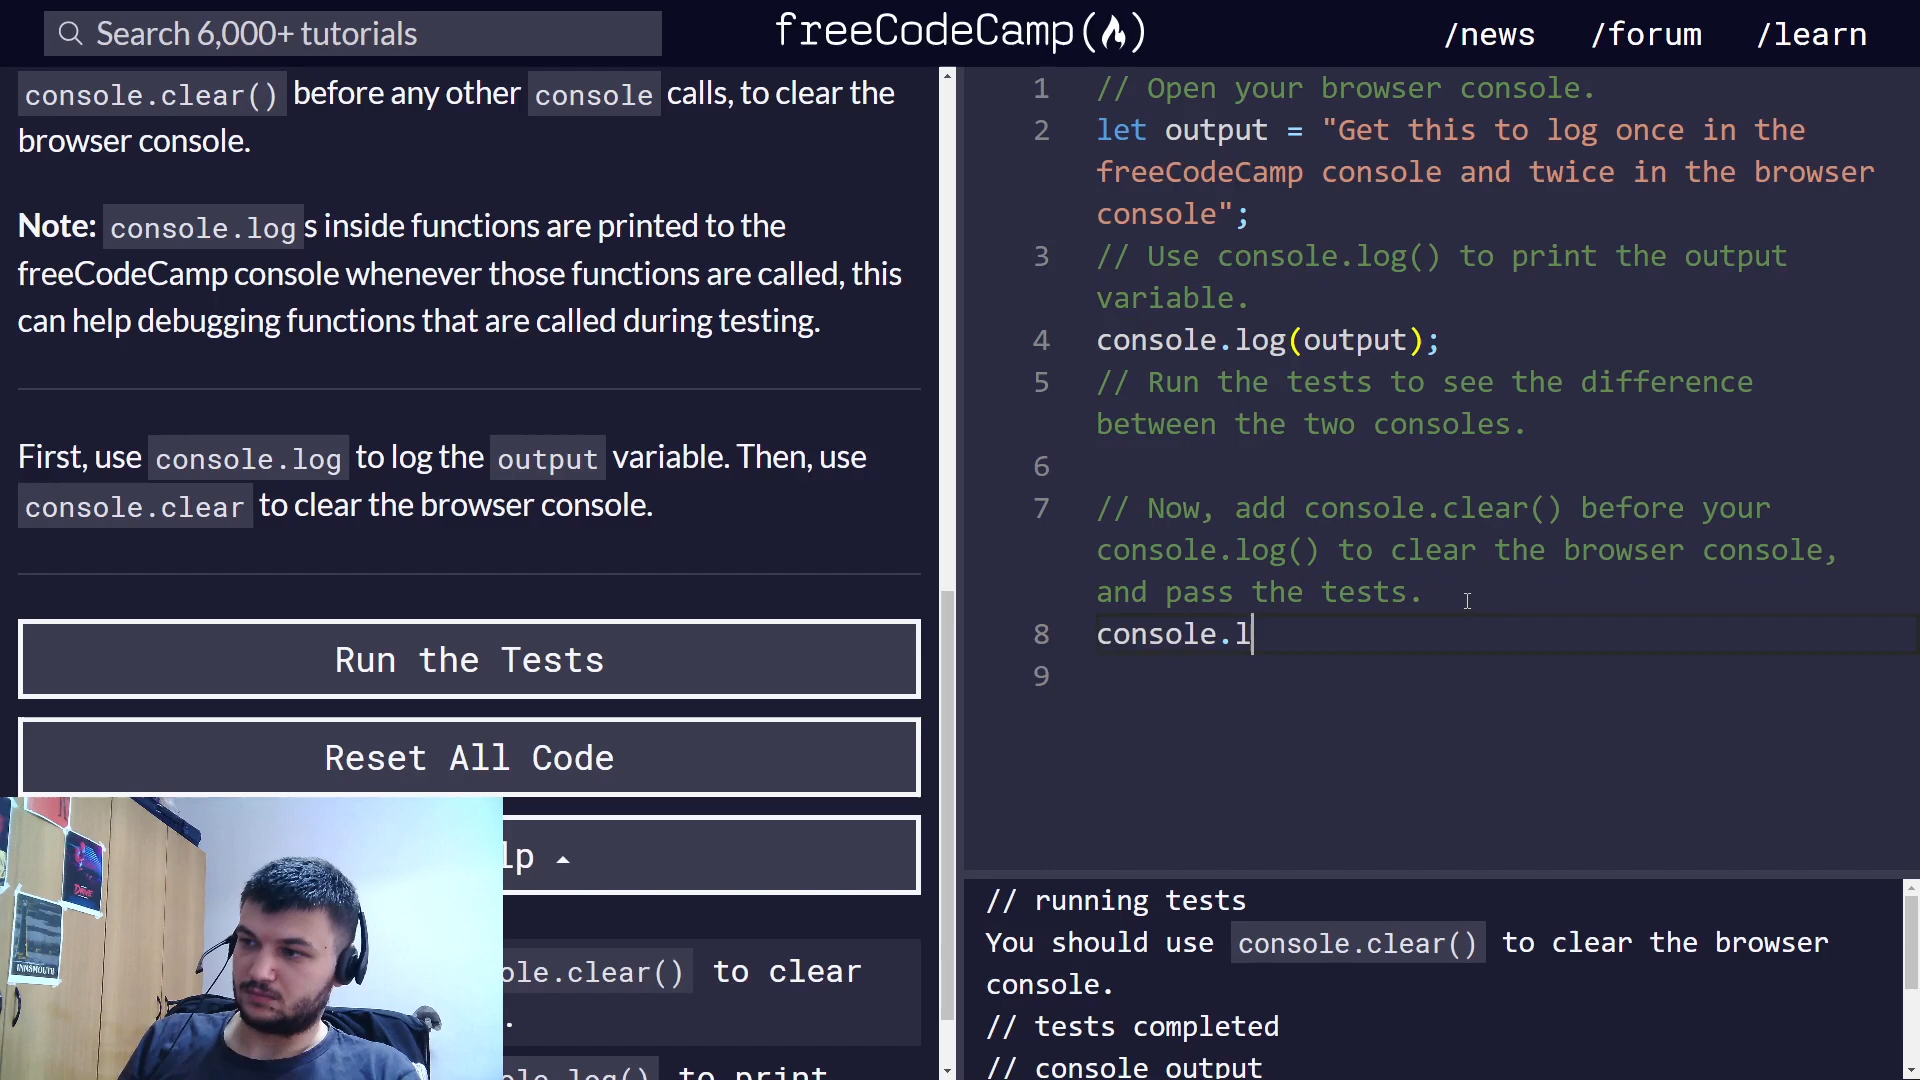 Search 6,000+ tutorials
freeCodeCamp
/news
/forum
/learn
console.clear() before any other console calls, to clear the
browser console.
Note: console.logs inside functions are printed to the
freeCodeCamp console whenever those functions are called, this
can help debugging functions that are called during testing.
First, use console.log to log the output variable. Then, use
console.clear to clear the browser console.
Run the Tests
Reset All Code
lp
ole.clear() to clear
.
ole.log() to print
INNSMOUTH
1 // Open your browser console.
2 let output = "Get this to log once in the
freeCodeCamp console and twice in the browser
console";
3 // Use console.log() to print the output
variable.
4 console.log(output);
5 // Run the tests to see the difference
between the two consoles.
6
7 // Now, add console.clear() before your
console.log() to clear the browser console,
and pass the tests.
8 console.l
9
// running tests
You should use console.clear() to clear the browser
console.
// tests completed
// console output